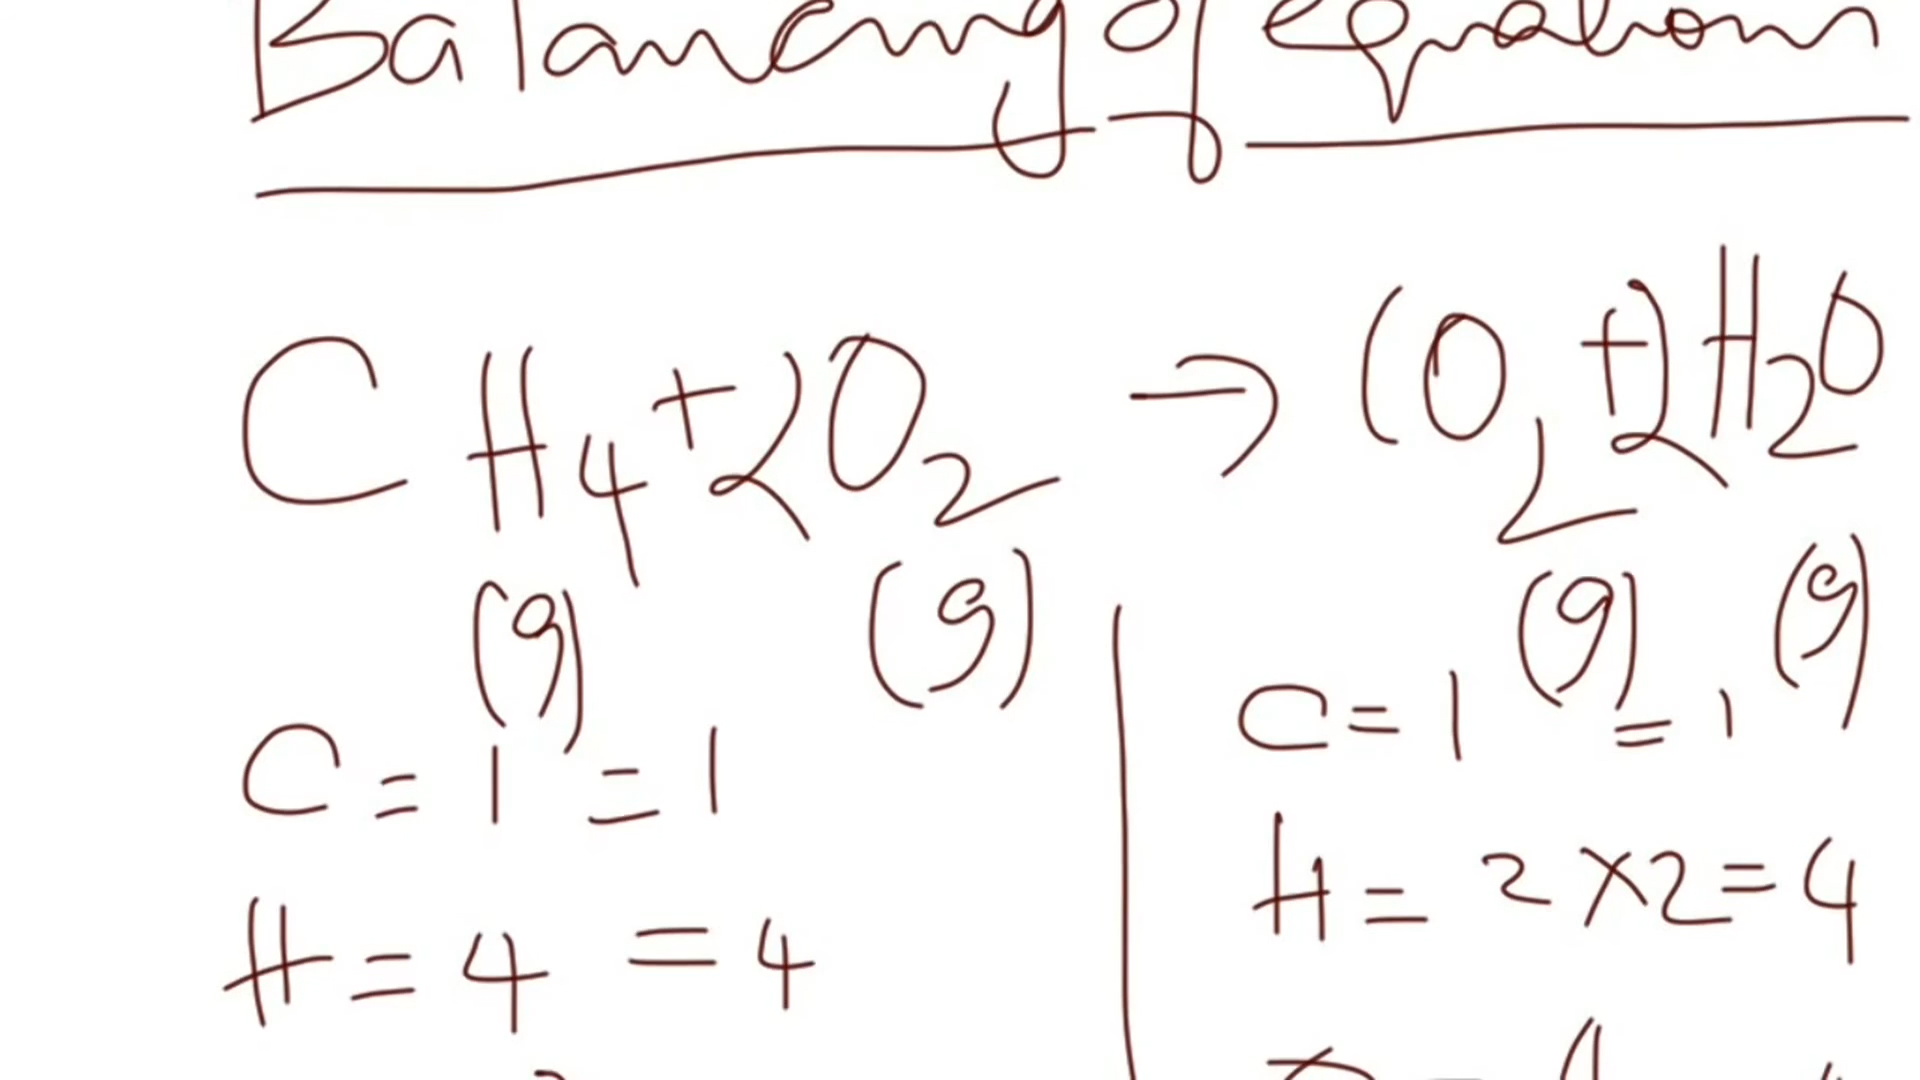 Balancing of equations
CH₄ + 2O₂ → CO₂ + 2H₂O
(g) (g) (g) (g)
C = 1 = 1
C = 1 = 1
H = 4 = 4
H = 2 × 2 = 4